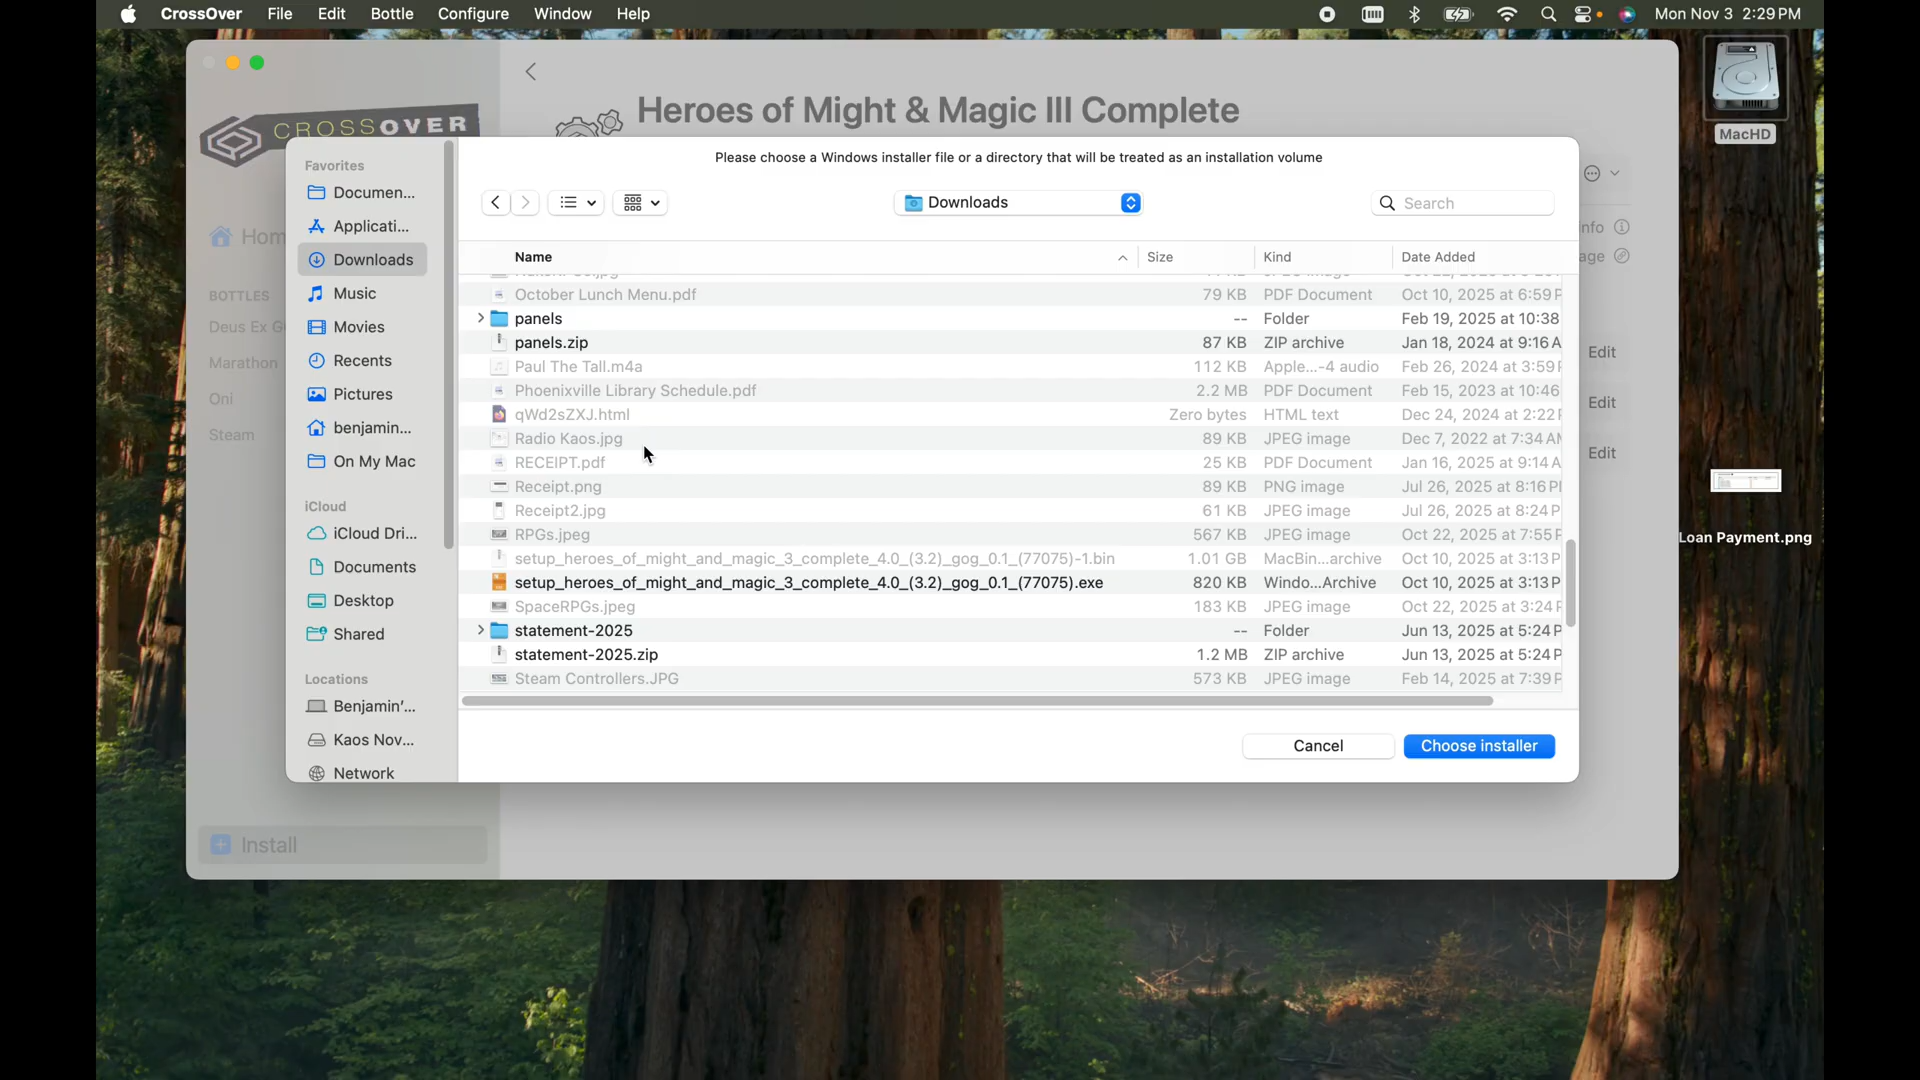 CrossOver File Edit Bottle Configure Window Help Mon Nov 3 2:29 PM
MacHD
Loan Payment.png
CROSSOVER
Heroes of Might & Magic III Complete
Hom
BOTTLES
Deus Ex G
Marathon
Oni
Steam
Install
nfo
age
Edit
Edit
Edit
Please choose a Windows installer file or a directory that will be treated as an installation volume
Downloads
Search
Favorites
Documen...
Applicati...
Downloads
Music
Movies
Recents
Pictures
benjamin...
On My Mac
iCloud
iCloud Dri...
Documents
Desktop
Shared
Locations
Benjamin'...
Kaos Nov...
Network
Name Size Kind Date Added
October Lunch Menu.pdf 79 KB PDF Document Oct 10, 2025 at 6:59 P
panels -- Folder Feb 19, 2025 at 10:38
panels.zip 87 KB ZIP archive Jan 18, 2024 at 9:16 A
Paul The Tall.m4a 112 KB Apple...-4 audio Feb 26, 2024 at 3:59 P
Phoenixville Library Schedule.pdf 2.2 MB PDF Document Feb 15, 2023 at 10:46
qWd2sZXJ.html Zero bytes HTML text Dec 24, 2024 at 2:22 P
Radio Kaos.jpg 89 KB JPEG image Dec 7, 2022 at 7:34 AM
RECEIPT.pdf 25 KB PDF Document Jan 16, 2025 at 9:14 A
Receipt.png 89 KB PNG image Jul 26, 2025 at 8:16 P
Receipt2.jpg 61 KB JPEG image Jul 26, 2025 at 8:24 P
RPGs.jpeg 567 KB JPEG image Oct 22, 2025 at 7:55 P
setup_heroes_of_might_and_magic_3_complete_4.0_(3.2)_gog_0.1_(77075)-1.bin 1.01 GB MacBin...archive Oct 10, 2025 at 3:13 P
setup_heroes_of_might_and_magic_3_complete_4.0_(3.2)_gog_0.1_(77075).exe 820 KB Windo...Archive Oct 10, 2025 at 3:13 P
SpaceRPGs.jpeg 183 KB JPEG image Oct 22, 2025 at 3:24 P
statement-2025 -- Folder Jun 13, 2025 at 5:24 P
statement-2025.zip 1.2 MB ZIP archive Jun 13, 2025 at 5:24 P
Steam Controllers.JPG 573 KB JPEG image Feb 14, 2025 at 7:39 P
Cancel Choose installer